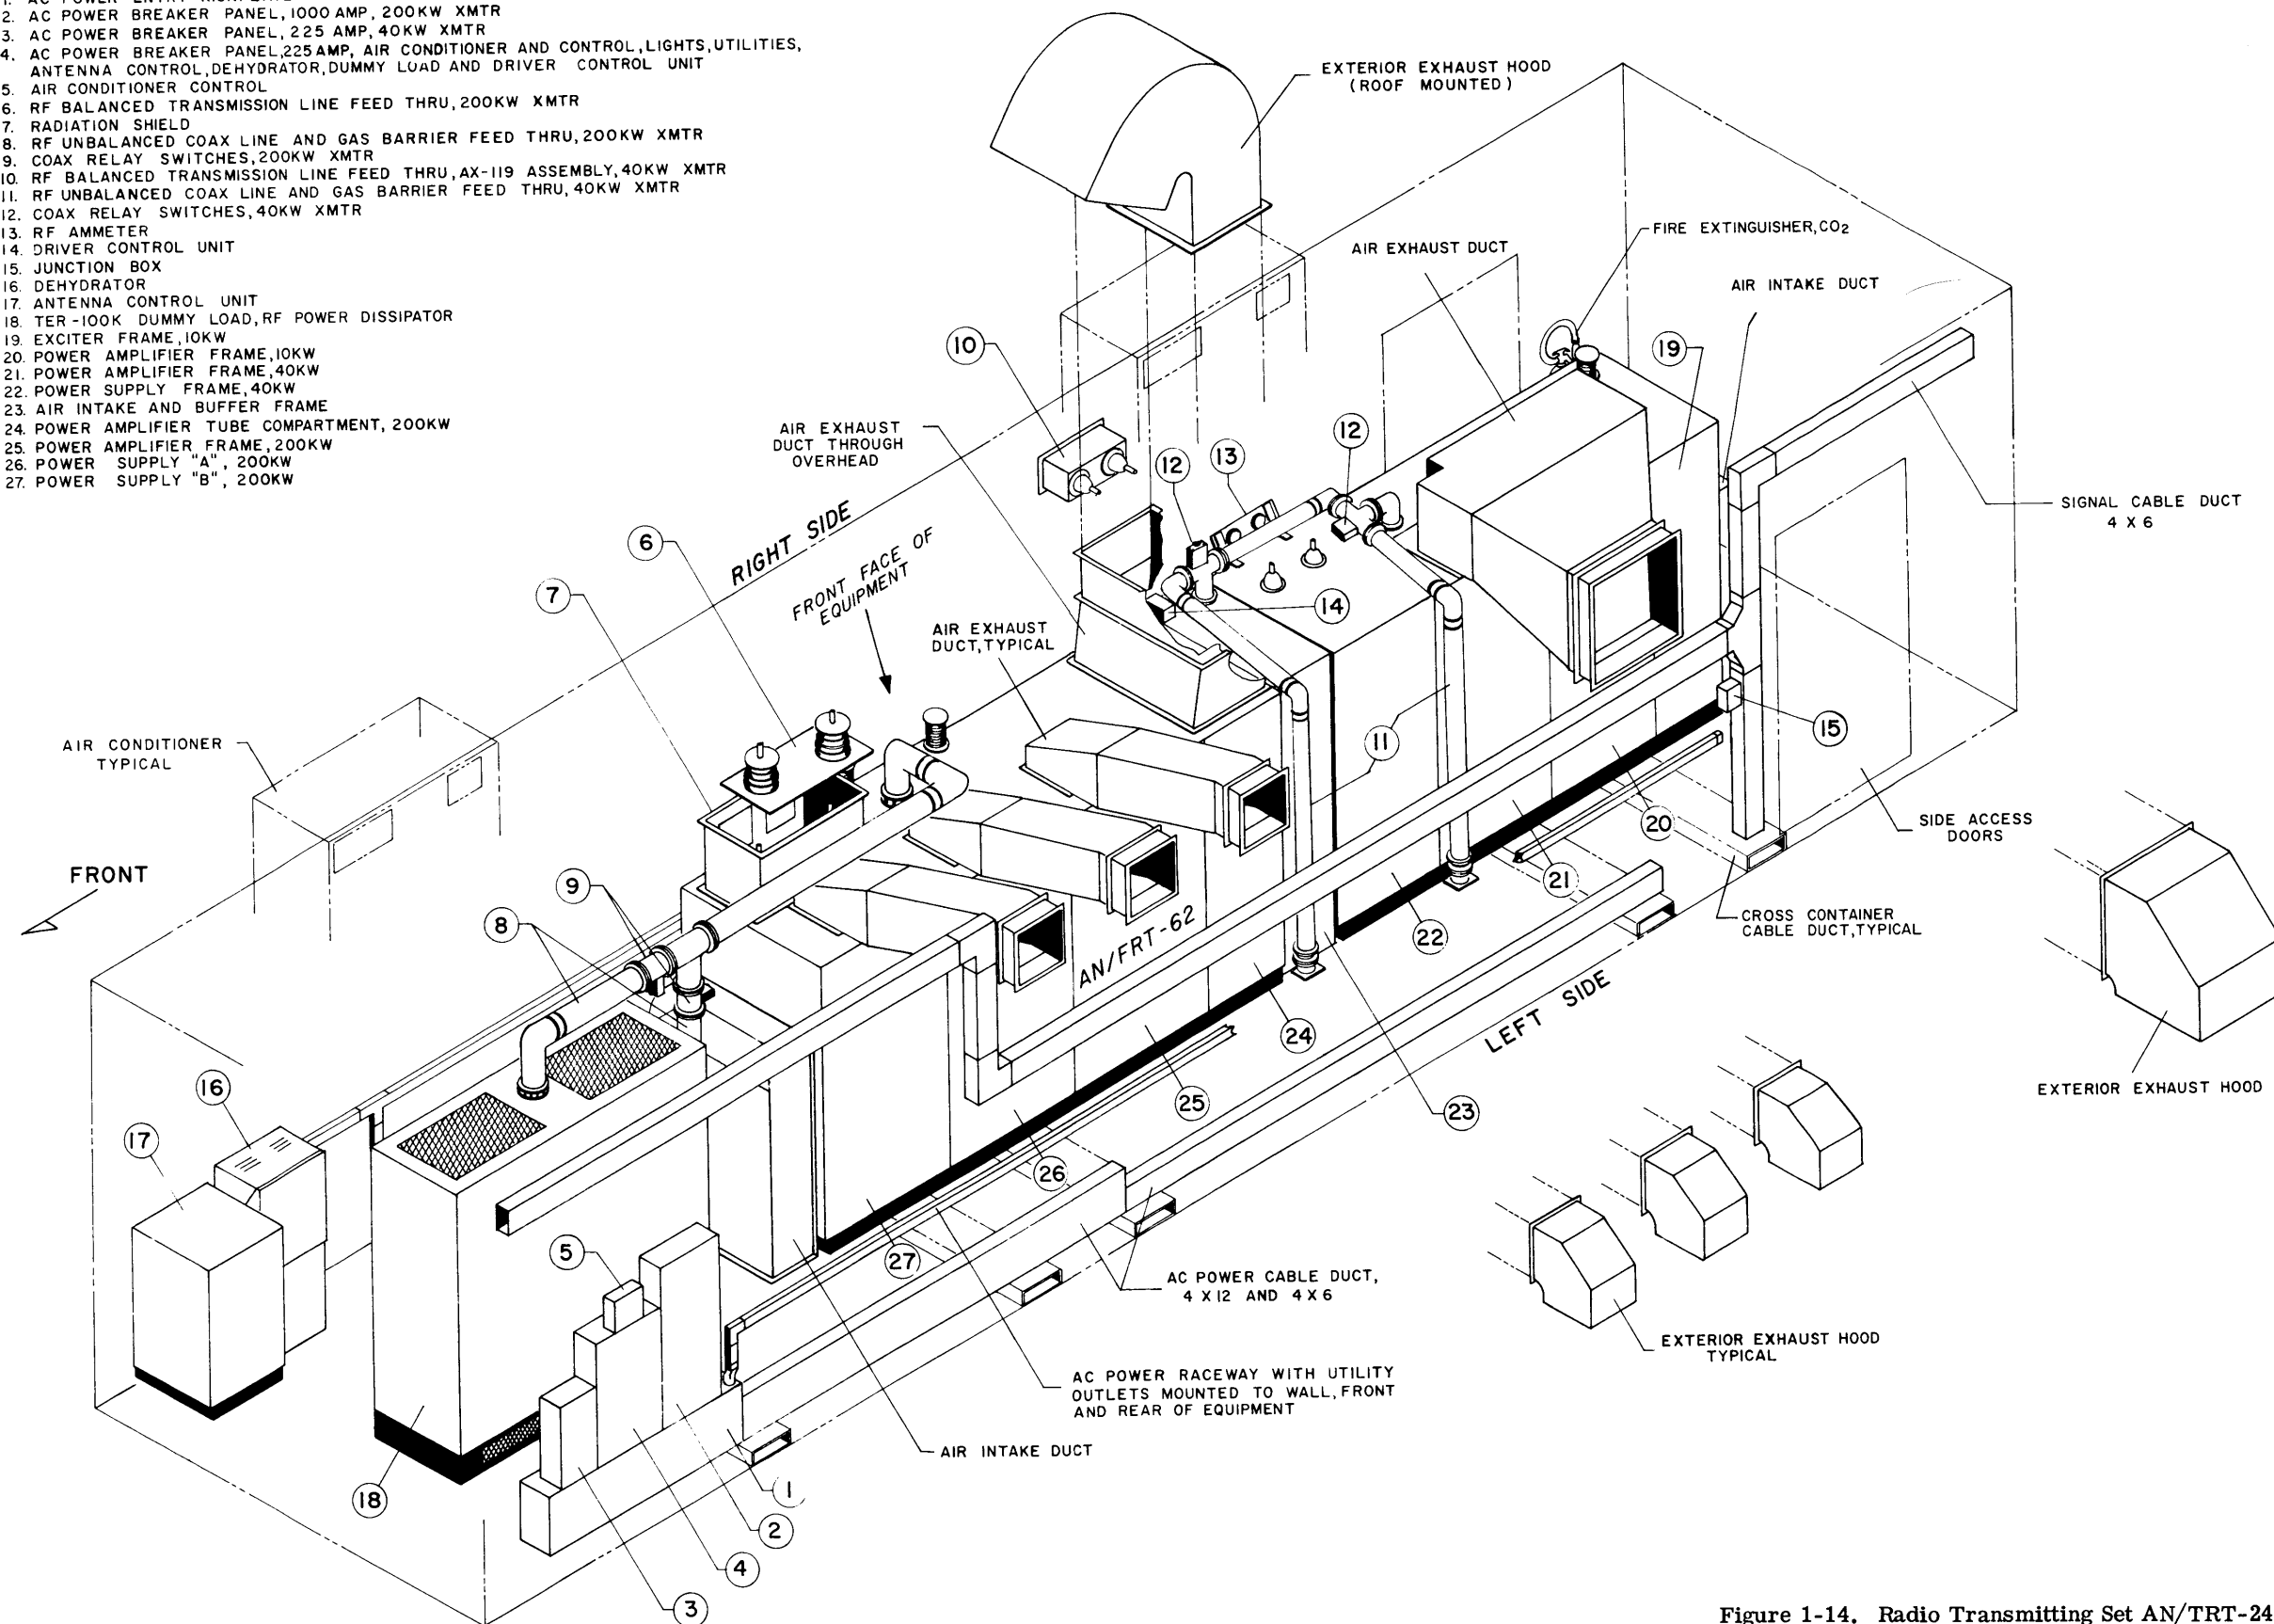 2. AC POWER BREAKER PANEL, 1000 AMP, 200KW XMTR
3. AC POWER BREAKER PANEL, 225 AMP, 40KW XMTR
4. AC POWER BREAKER PANEL, 225 AMP, AIR CONDITIONER AND CONTROL, LIGHTS, UTILITIES,
ANTENNA CONTROL, DEHYDRATOR, DUMMY LOAD AND DRIVER CONTROL UNIT
5. AIR CONDITIONER CONTROL
6. RF BALANCED TRANSMISSION LINE FEED THRU, 200KW XMTR
7. RADIATION SHIELD
8. RF UNBALANCED COAX LINE AND GAS BARRIER FEED THRU, 200KW XMTR
9. COAX RELAY SWITCHES, 200KW XMTR
10. RF BALANCED TRANSMISSION LINE FEED THRU, AX-119 ASSEMBLY, 40KW XMTR
11. RF UNBALANCED COAX LINE AND GAS BARRIER FEED THRU, 40KW XMTR
12. COAX RELAY SWITCHES, 40KW XMTR
13. RF AMMETER
14. DRIVER CONTROL UNIT
15. JUNCTION BOX
16. DEHYDRATOR
17. ANTENNA CONTROL UNIT
18. TER-100K DUMMY LOAD, RF POWER DISSIPATOR
19. EXCITER FRAME, 10KW
20. POWER AMPLIFIER FRAME, 10KW
21. POWER AMPLIFIER FRAME, 40KW
22. POWER SUPPLY FRAME, 40KW
23. AIR INTAKE AND BUFFER FRAME
24. POWER AMPLIFIER TUBE COMPARTMENT, 200KW
25. POWER AMPLIFIER FRAME, 200KW
26. POWER SUPPLY "A", 200KW
27. POWER SUPPLY "B", 200KW
EXTERIOR EXHAUST HOOD
(ROOF MOUNTED)
FIRE EXTINGUISHER, CO2
AIR EXHAUST DUCT
AIR INTAKE DUCT
10
19
AIR EXHAUST
DUCT THROUGH
OVERHEAD
12
13
12
SIGNAL CABLE DUCT
4 X 6
RIGHT SIDE
6
FRONT FACE OF
EQUIPMENT
7
14
AIR EXHAUST
DUCT, TYPICAL
AIR CONDITIONER
TYPICAL
11
15
20
SIDE ACCESS
DOORS
FRONT
9
21
8
22
CROSS CONTAINER
CABLE DUCT, TYPICAL
AN/FRT-62
LEFT SIDE
24
16
25
23
EXTERIOR EXHAUST HOOD
17
26
5
27
AC POWER CABLE DUCT,
4 X 12 AND 4 X 6
EXTERIOR EXHAUST HOOD
TYPICAL
AC POWER RACEWAY WITH UTILITY
OUTLETS MOUNTED TO WALL, FRONT
AND REAR OF EQUIPMENT
AIR INTAKE DUCT
18
1
2
4
3
Figure 1-14. Radio Transmitting Set AN/TRT-24